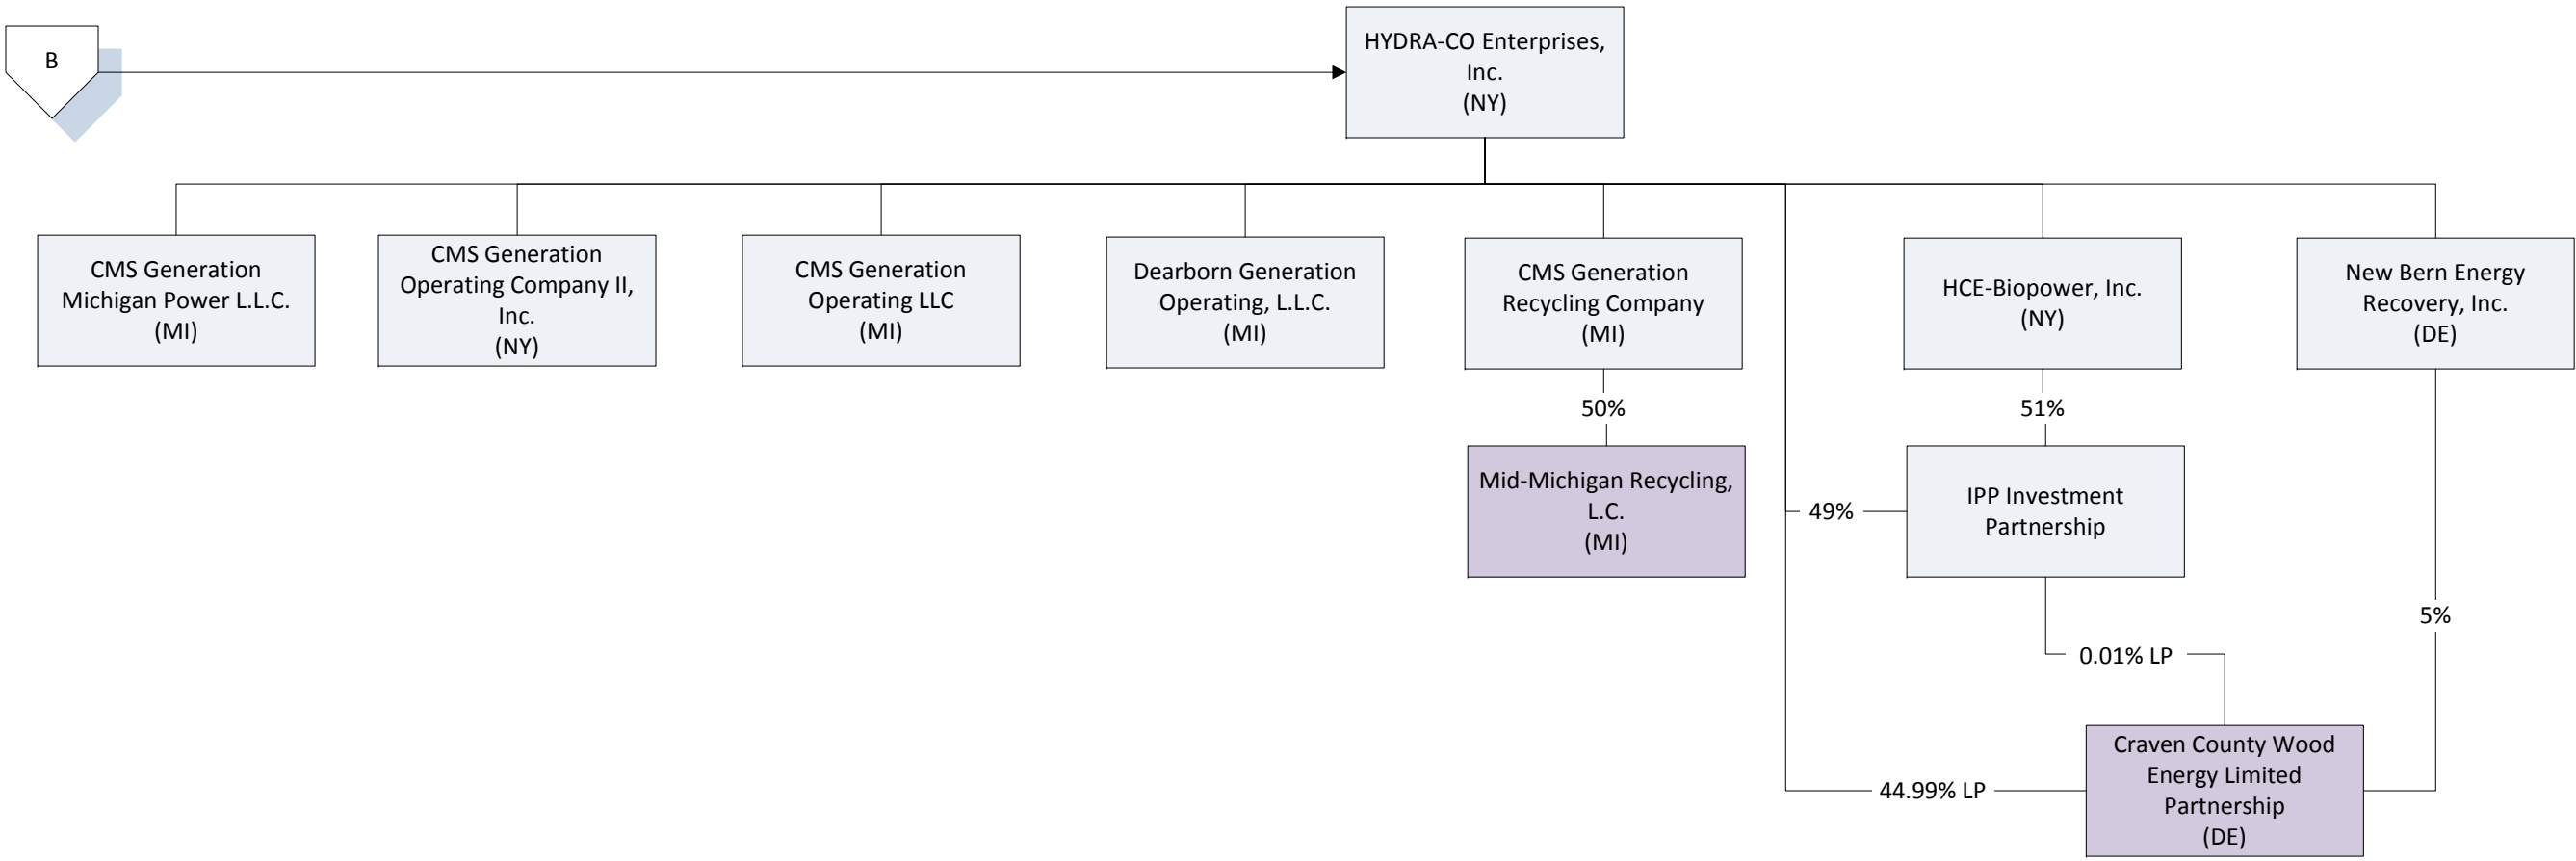 B
HYDRA-CO Enterprises,
Inc.
(NY)
CMS Generation
Michigan Power L.L.C.
(MI)
CMS Generation
Operating Company II,
Inc.
(NY)
CMS Generation
Operating LLC
(MI)
Dearborn Generation
Operating, L.L.C.
(MI)
CMS Generation
Recycling Company
(MI)
HCE-Biopower, Inc.
(NY)
New Bern Energy
Recovery, Inc.
(DE)
50%
51%
Mid-Michigan Recycling,
L.C.
(MI)
49%
IPP Investment
Partnership
5%
0.01% LP
44.99% LP
Craven County Wood
Energy Limited
Partnership
(DE)